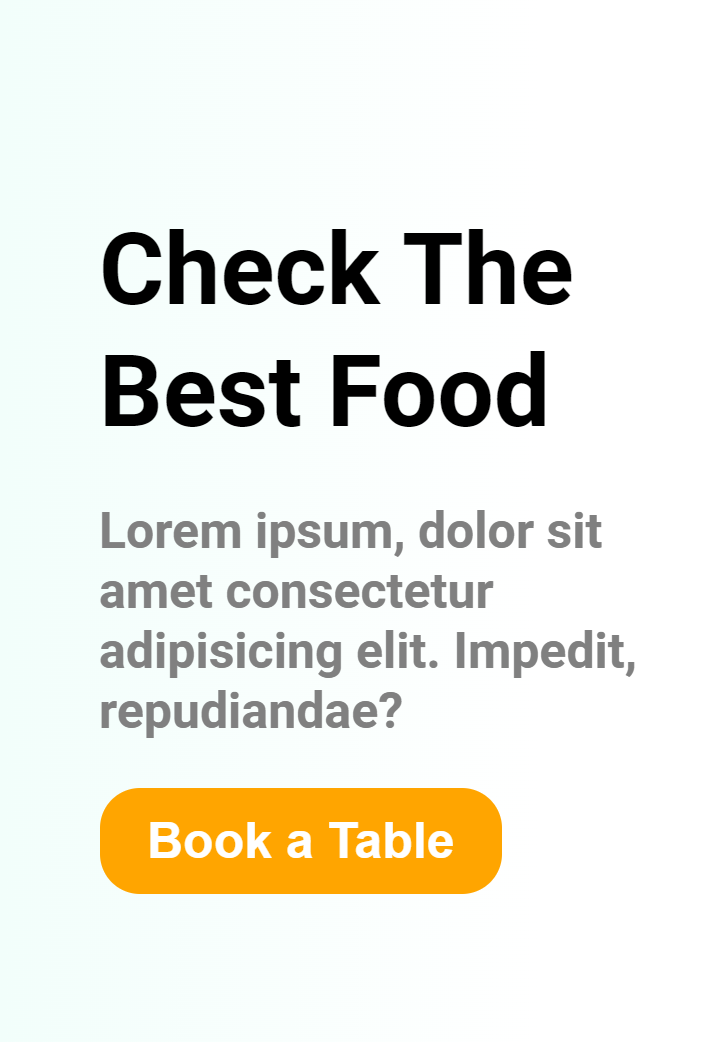 Check The
Best Food
Lorem ipsum, dolor sit
amet consectetur
adipisicing elit. Impedit,
repudiandae?
Book a Table